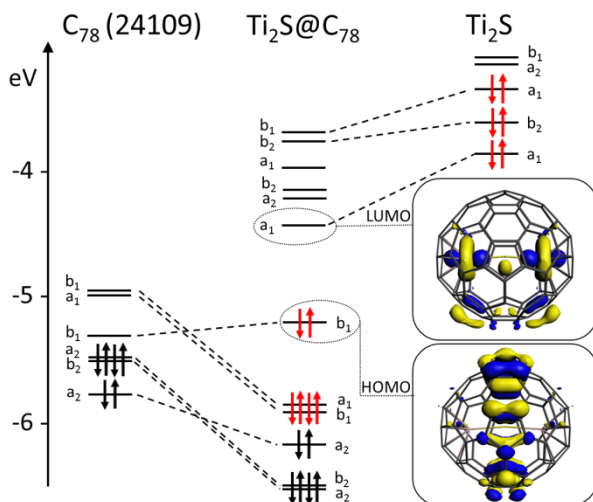 C₇₈ (24109)
Ti₂S@C₇₈
Ti₂S
eV
-4
-5
-6
b₁
a₁
b₁
a₂
b₂
a₂
b₁
b₂
a₁
b₂
a₂
a₁
b₁
a₁
b₁
a₂
b₂
a₂
b₁
a₂
a₁
b₂
a₁
LUMO
HOMO